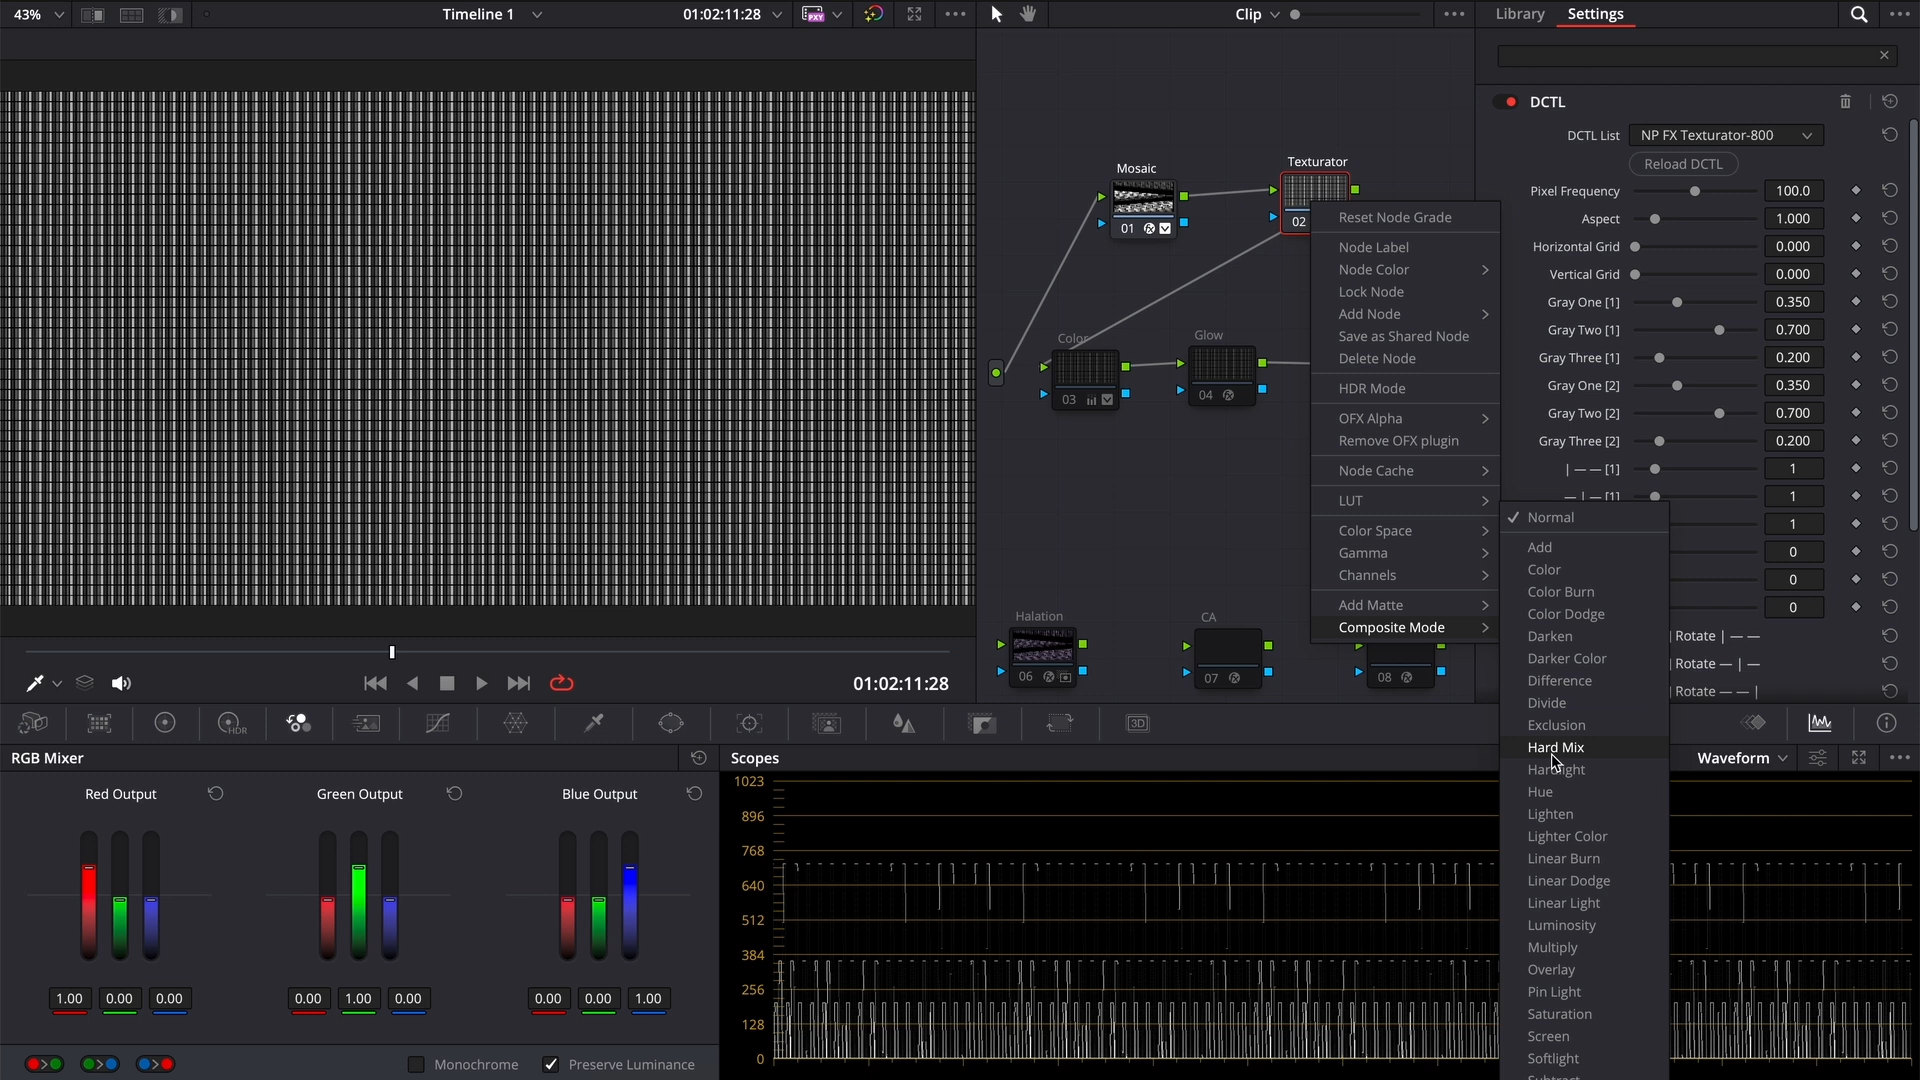 43%
Timeline 1
01:02:11:28
PXY
Clip
Library
Settings
DCTL
DCTL List
NP FX Texturator-800
Reload DCTL
Pixel Frequency
100.0
Aspect
1.000
Horizontal Grid
0.000
Vertical Grid
0.000
Gray One [1]
0.350
Gray Two [1]
0.700
Gray Three [1]
0.200
Gray One [2]
0.350
Gray Two [2]
0.700
Gray Three [2]
0.200
| — — [1]
1
— | — [1]
1
1
0
0
0
| Rotate | — —
| Rotate — | —
| Rotate — — |
Mosaic
01
Texturator
02
Color
03
Glow
04
Halation
06
CA
07
08
Reset Node Grade
Node Label
Node Color
Lock Node
Add Node
Save as Shared Node
Delete Node
HDR Mode
OFX Alpha
Remove OFX plugin
Node Cache
LUT
Color Space
Gamma
Channels
Add Matte
Composite Mode
Normal
Add
Color
Color Burn
Color Dodge
Darken
Darker Color
Difference
Divide
Exclusion
Hard Mix
Hardlight
Hue
Lighten
Lighter Color
Linear Burn
Linear Dodge
Linear Light
Luminosity
Multiply
Overlay
Pin Light
Saturation
Screen
Softlight
Subtract
01:02:11:28
HDR
3D
RGB Mixer
Red Output
Green Output
Blue Output
1.00
0.00
0.00
0.00
1.00
0.00
0.00
0.00
1.00
Monochrome
Preserve Luminance
Scopes
Waveform
1023
896
768
640
512
384
256
128
0